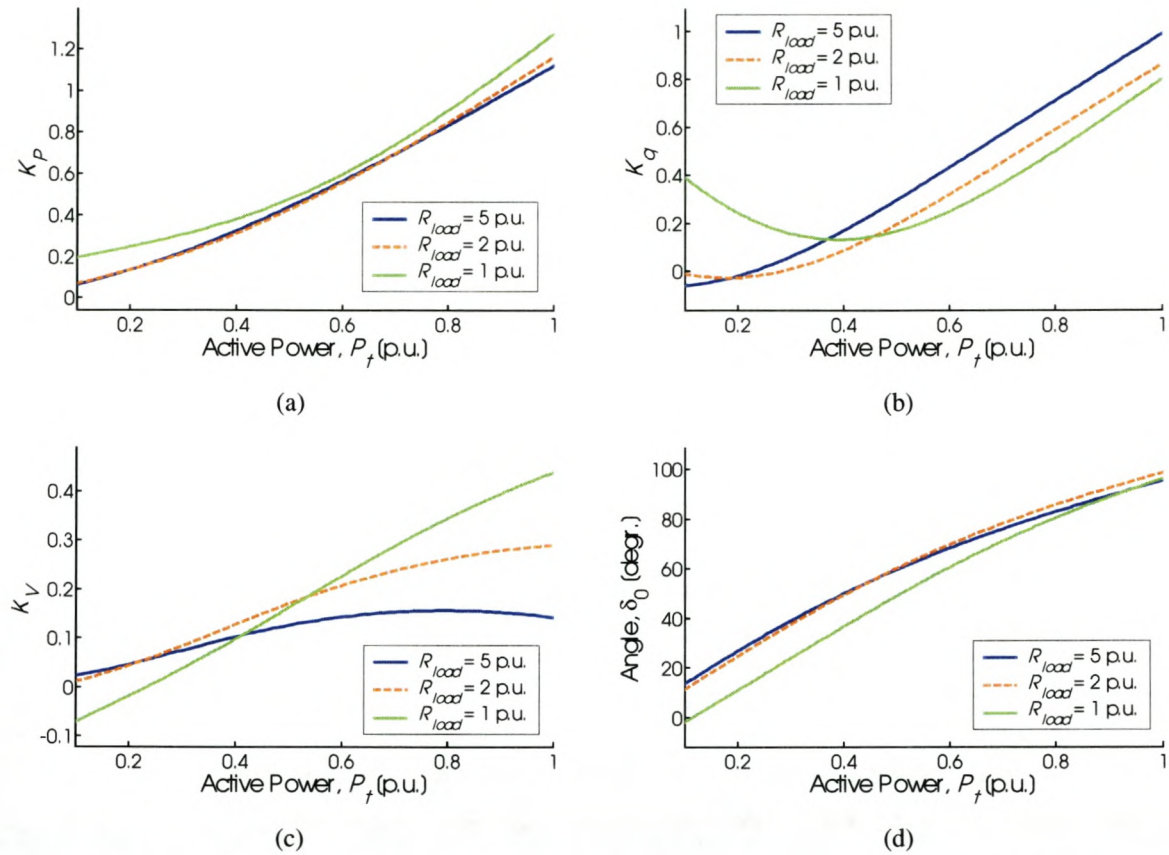 K_P
1.2
1
0.8
0.6
0.4
0.2
0
R_load = 5 p.u.
R_load = 2 p.u.
R_load = 1 p.u.
0.2 0.4 0.6 0.8 1
Active Power, P_t (p.u.)
(a)
K_q
1
0.8
0.6
0.4
0.2
0
R_load = 5 p.u.
R_load = 2 p.u.
R_load = 1 p.u.
0.2 0.4 0.6 0.8 1
Active Power, P_t (p.u.)
(b)
K_V
0.4
0.3
0.2
0.1
0
-0.1
R_load = 5 p.u.
R_load = 2 p.u.
R_load = 1 p.u.
0.2 0.4 0.6 0.8 1
Active Power, P_t (p.u.)
(c)
Angle, δ_0 (degr.)
100
80
60
40
20
0
R_load = 5 p.u.
R_load = 2 p.u.
R_load = 1 p.u.
0.2 0.4 0.6 0.8 1
Active Power, P_t (p.u.)
(d)